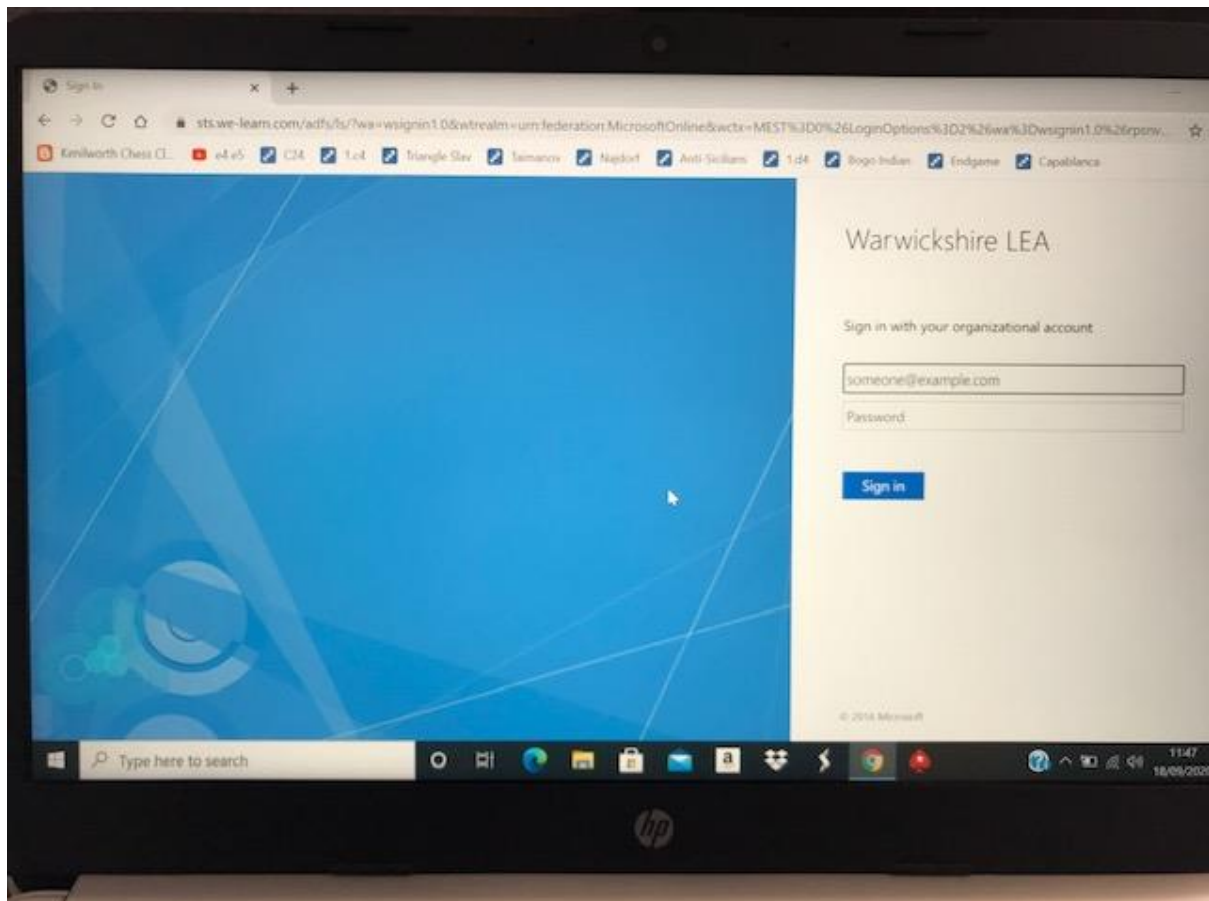 Sign In × +
sts.we-learn.com/adfs/ls/?wa=wsignin1.0&wtrealm=urn:federation:MicrosoftOnline&wctx=MEST%3D0%26LoginOptions%3D2%26wa%3Dwsignin1.0%26rpsnv...
Kenilworth Chess Cl... e4 e5 C24 1.c4 Triangle Slav Taimanov Najdorf Anti-Sicilians 1.d4 Bogo-Indian Endgame Capablanca
Warwickshire LEA
Sign in with your organizational account
someone@example.com
Password
Sign in
© 2016 Microsoft
Type here to search
a
11:47
18/09/2020
hp